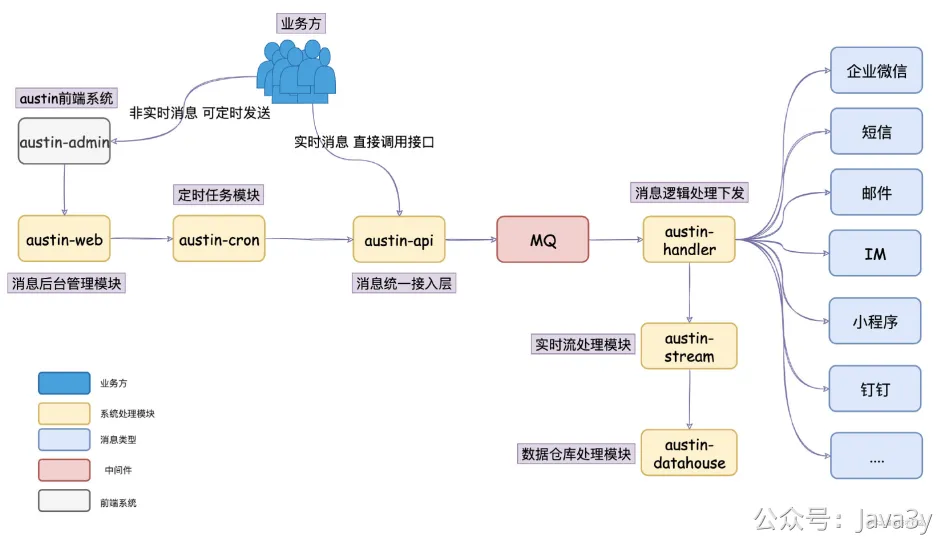 业务方
austin前端系统
非实时消息 可定时发送
austin-admin
实时消息 直接调用接口
定时任务模块
消息逻辑处理下发
austin-web
austin-cron
austin-api
MQ
austin-
handler
消息后台管理模块
消息统一接入层
实时流处理模块
austin-
stream
数据仓库处理模块
austin-
datahouse
企业微信
短信
邮件
IM
小程序
钉钉
....
业务方
系统处理模块
消息类型
中间件
前端系统
公众号：Java3y